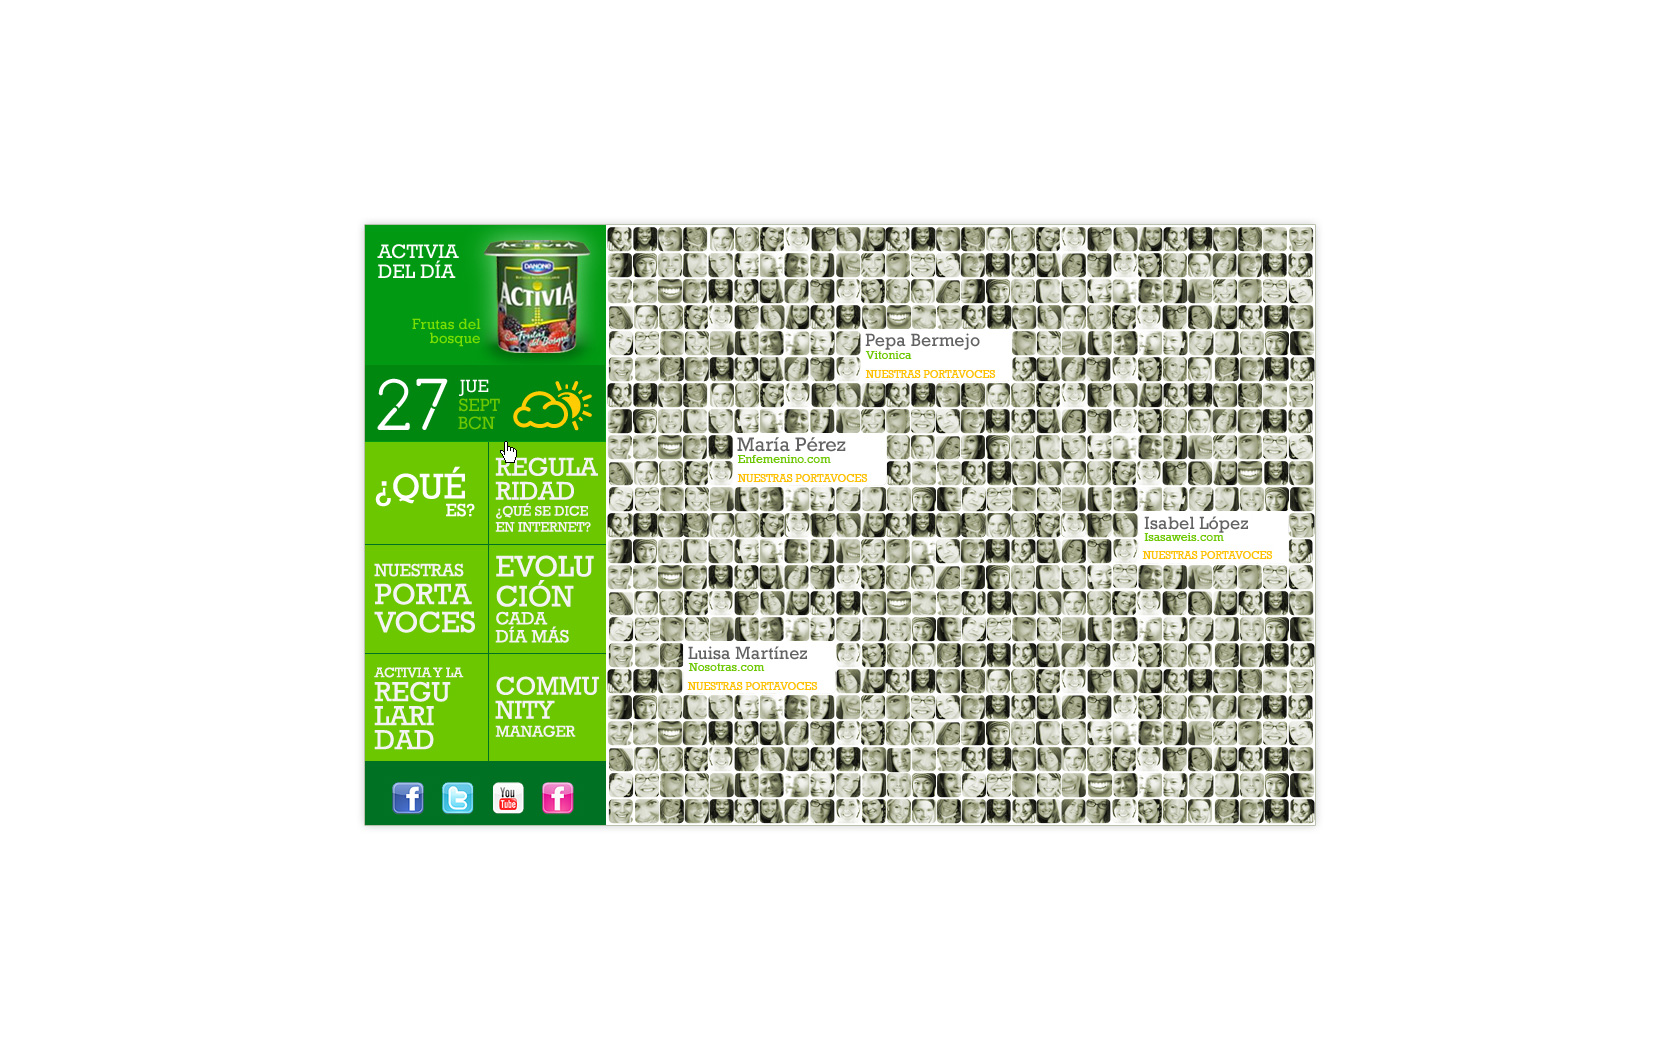 ACTIVIA
DEL DÍA
DANONE
ACTIVIA
Frutas del Bosque
Frutas del
bosque
27
JUE
SEPT
BCN
¿QUÉ
ES?
REGULA
RIDAD
¿QUÉ SE DICE
EN INTERNET?
NUESTRAS
PORTA
VOCES
EVOLU
CIÓN
CADA
DÍA MÁS
ACTIVIA Y LA
REGU
LARI
DAD
COMMU
NITY
MANAGER
f
t
You
Tube
f
Pepa Bermejo
Vitonica
NUESTRAS PORTAVOCES
María Pérez
Enfemenino.com
NUESTRAS PORTAVOCES
Isabel López
Isasaweis.com
NUESTRAS PORTAVOCES
Luisa Martínez
Nosotras.com
NUESTRAS PORTAVOCES